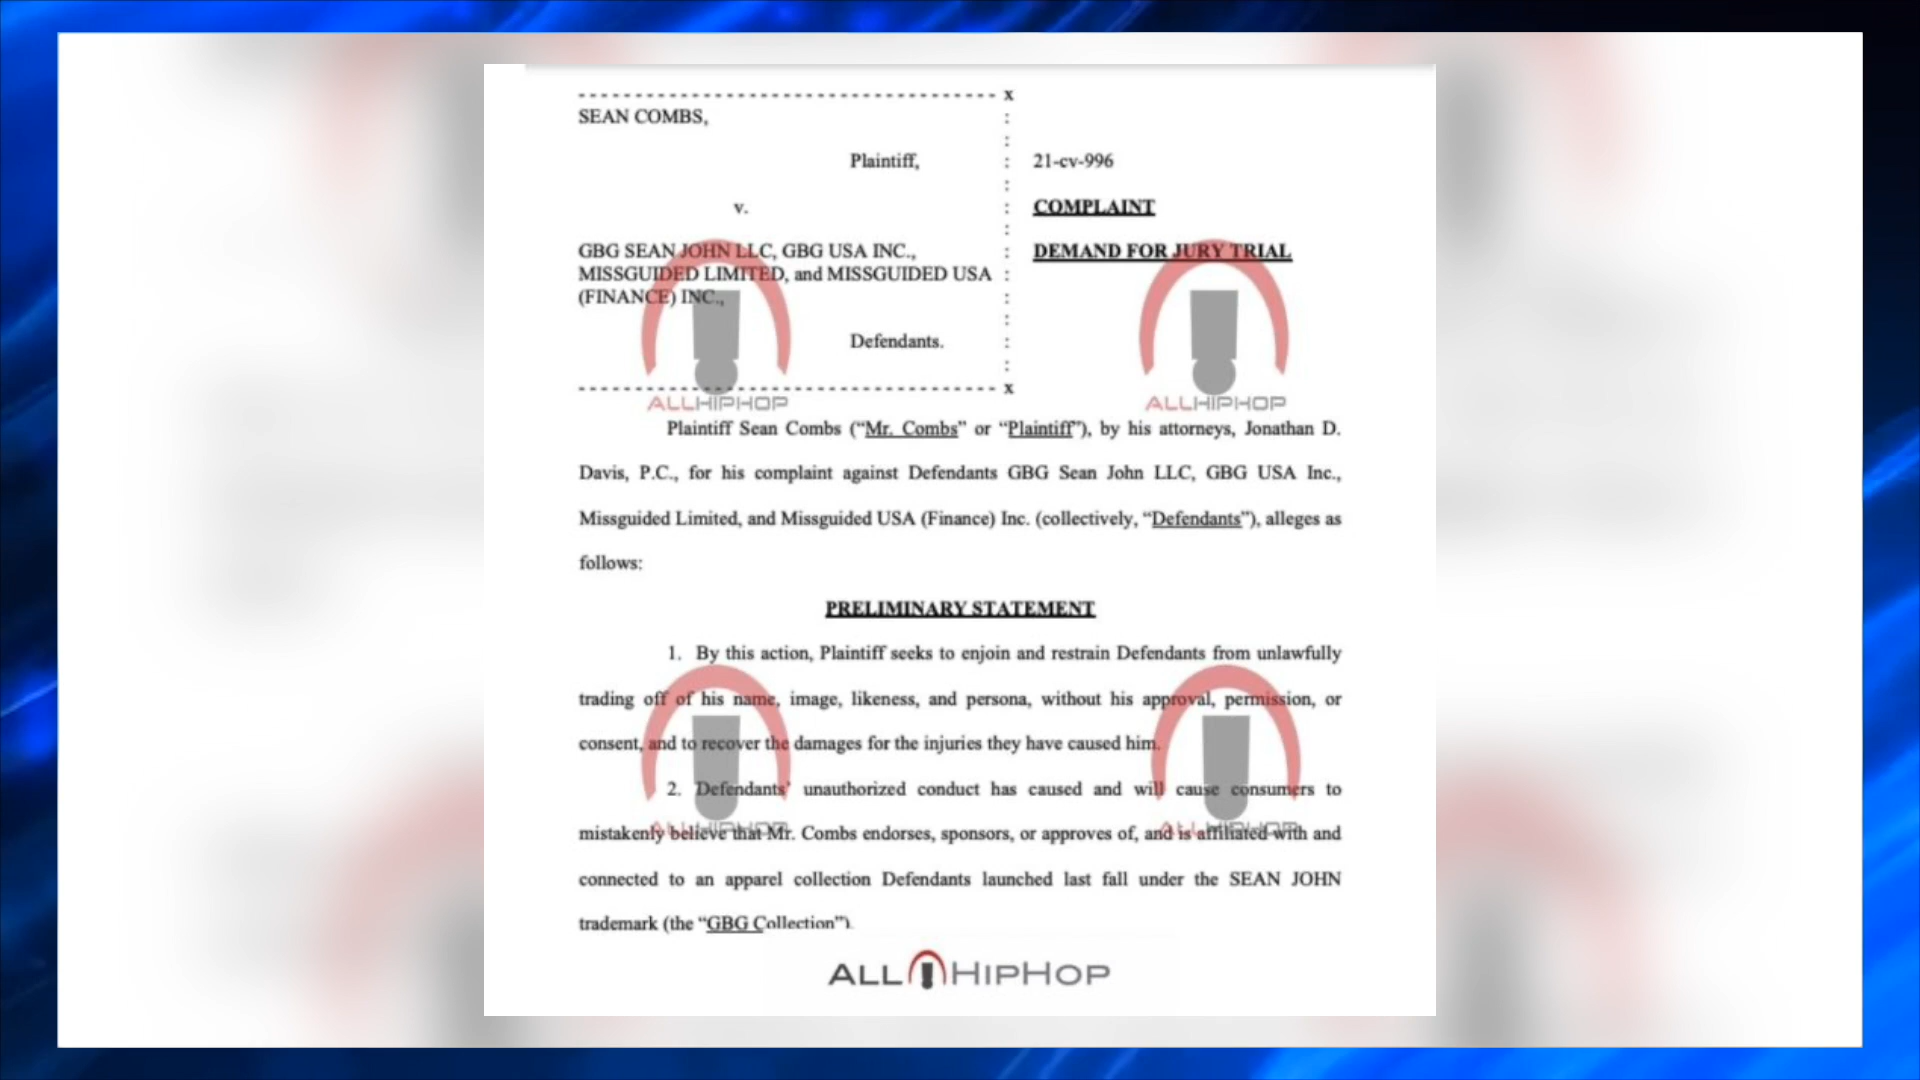 - - - - - - - - - - - - - - - - - - - - - - - - - - - - - - - - - - - - - x
SEAN COMBS,
Plaintiff,
21-cv-996
v.
COMPLAINT
GBG SEAN JOHN LLC, GBG USA INC.,
DEMAND FOR JURY TRIAL
MISSGUIDED LIMITED, and MISSGUIDED USA
(FINANCE) INC.,
Defendants.
- - - - - - - - - - - - - - - - - - - - - - - - - - - - - - - - - - - - - x
ALLHIPHOP
ALLHIPHOP
Plaintiff Sean Combs (“Mr. Combs” or “Plaintiff”), by his attorneys, Jonathan D.
Davis, P.C., for his complaint against Defendants GBG Sean John LLC, GBG USA Inc.,
Missguided Limited, and Missguided USA (Finance) Inc. (collectively, “Defendants”), alleges as
follows:
PRELIMINARY STATEMENT
1. By this action, Plaintiff seeks to enjoin and restrain Defendants from unlawfully
trading off of his name, image, likeness, and persona, without his approval, permission, or
consent, and to recover the damages for the injuries they have caused him.
2. Defendants’ unauthorized conduct has caused and will cause consumers to
mistakenly believe that Mr. Combs endorses, sponsors, or approves of, and is affiliated with and
ALLHIPHOP
ALLHIPHOP
connected to an apparel collection Defendants launched last fall under the SEAN JOHN
trademark (the “GBG Collection”).
ALL HIPHOP